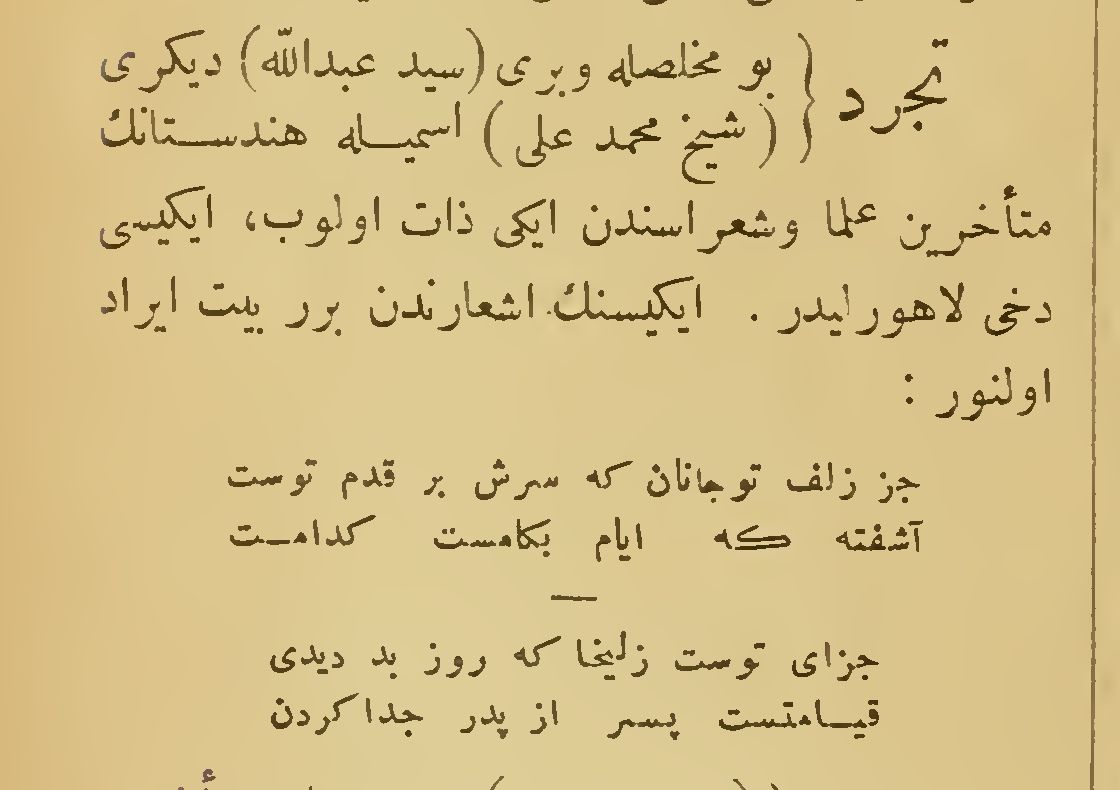 تجرد { بو مخلصله وبری (سید عبدالله) دیکری
(شیخ محمد علی) اسمیله هندستانك
متأخرین علما وشعراسندن ایکی ذات اولوب، ایکیسی
دخی لاهورلیدر . ایکیسنك اشعارندن برر بیت ایراد
اولنور :
جز زلف تو جانان که سرش بر قدم توست
آشفته که ایام بکامست کدامست
—
جزای توست زلیخا که روز بد دیدی
قیامتست پسر از پدر جدا کردن